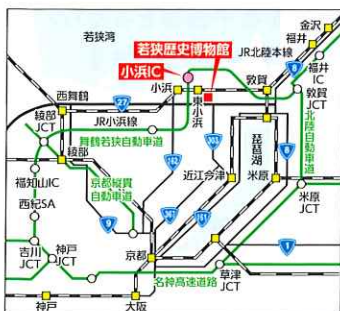 金沢
福井
若狭湾
若狭歴史博物館
JR北陸本線
8
福井IC
小浜IC
西舞鶴
27
小浜
東小浜
敦賀
敦賀JCT
綾部JCT
JR小浜線
舞鶴若狭自動車道
303
北陸自動車道
綾部
162
琵琶湖
8
福知山IC
京都縦貫自動車道
近江今津
米原
西紀SA
9
367
161
米原JCT
吉川JCT
神戸JCT
京都
1
草津JCT
名神高速道路
神戸
大阪